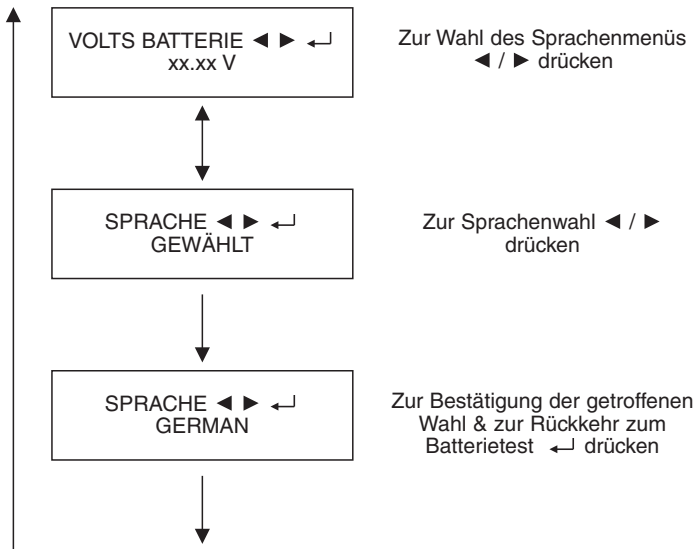 VOLTS BATTERIE ◄ ► ↵
xx.xx V
Zur Wahl des Sprachenmenüs
◄ / ► drücken
SPRACHE ◄ ► ↵
GEWÄHLT
Zur Sprachenwahl ◄ / ►
drücken
SPRACHE ◄ ► ↵
GERMAN
Zur Bestätigung der getroffenen
Wahl & zur Rückkehr zum
Batterietest ↵ drücken